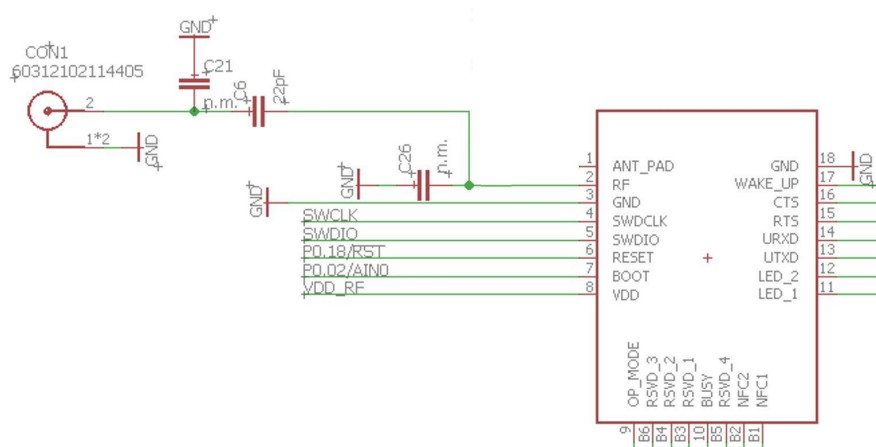 GND
CON1
60312102114405
C21
n.m.
C6
22pF
2
1*2
GND
C26
n.m.
GND
GND
SWCLK
SWDIO
P0.18/RST
P0.02/AIN0
VDD_RF
1 ANT_PAD
2 RF
3 GND
4 SWDCLK
5 SWDIO
6 RESET
7 BOOT
8 VDD
GND 18
GND
WAKE_UP 17
CTS 16
RTS 15
URXD 14
UTXD 13
LED_2 12
LED_1 11
OP_MODE 9
RSVD_3 B6
RSVD_2 B4
RSVD_1 B3
BUSY 10
RSVD_4 B5
NFC2 B2
NFC1 B1